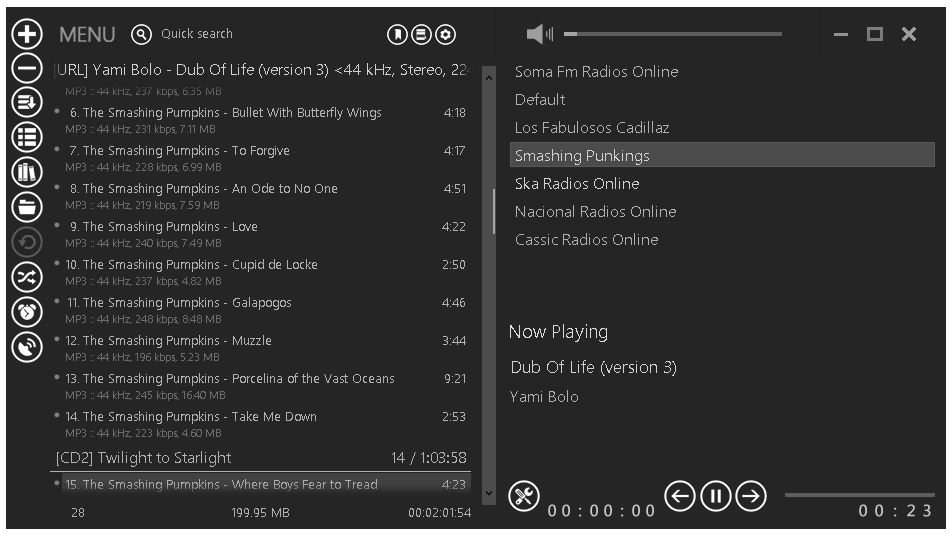 MENU Quick search
[URL] Yami Bolo - Dub Of Life (version 3) <44 kHz, Stereo, 22
MP3 :: 44 kHz, 237 kbps, 6.35 MB
6. The Smashing Pumpkins - Bullet With Butterfly Wings 4:18
MP3 :: 44 kHz, 231 kbps, 7.11 MB
7. The Smashing Pumpkins - To Forgive 4:17
MP3 :: 44 kHz, 228 kbps, 6.99 MB
8. The Smashing Pumpkins - An Ode to No One 4:51
MP3 :: 44 kHz, 219 kbps, 7.59 MB
9. The Smashing Pumpkins - Love 4:22
MP3 :: 44 kHz, 240 kbps, 7.49 MB
10. The Smashing Pumpkins - Cupid de Locke 2:50
MP3 :: 44 kHz, 237 kbps, 4.82 MB
11. The Smashing Pumpkins - Galapogos 4:46
MP3 :: 44 kHz, 248 kbps, 8.48 MB
12. The Smashing Pumpkins - Muzzle 3:44
MP3 :: 44 kHz, 196 kbps, 5.23 MB
13. The Smashing Pumpkins - Porcelina of the Vast Oceans 9:21
MP3 :: 44 kHz, 245 kbps, 16.40 MB
14. The Smashing Pumpkins - Take Me Down 2:53
MP3 :: 44 kHz, 223 kbps, 4.60 MB
[CD2] Twilight to Starlight 14 / 1:03:58
15. The Smashing Pumpkins - Where Boys Fear to Tread 4:23
28 199.95 MB 00:02:01:54
Soma Fm Radios Online
Default
Los Fabulosos Cadillaz
Smashing Punkings
Ska Radios Online
Nacional Radios Online
Cassic Radios Online
Now Playing
Dub Of Life (version 3)
Yami Bolo
00:00:00
00:23